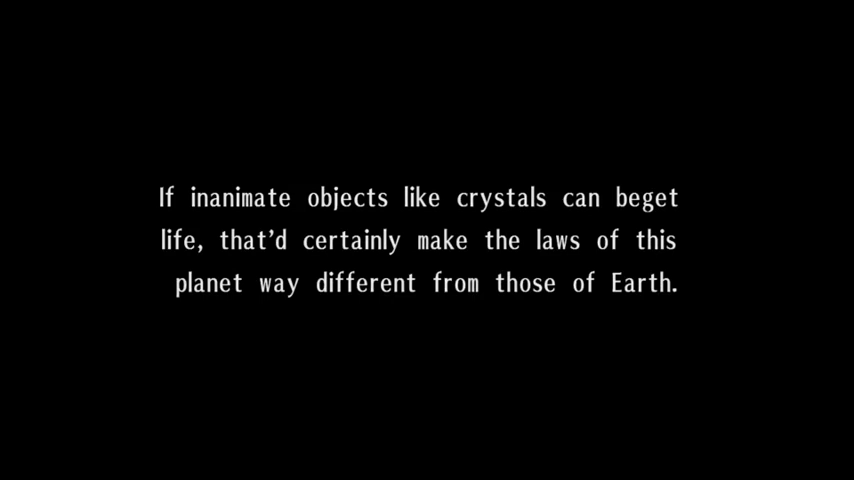 If inanimate objects like crystals can beget
life, that’d certainly make the laws of this
planet way different from those of Earth.